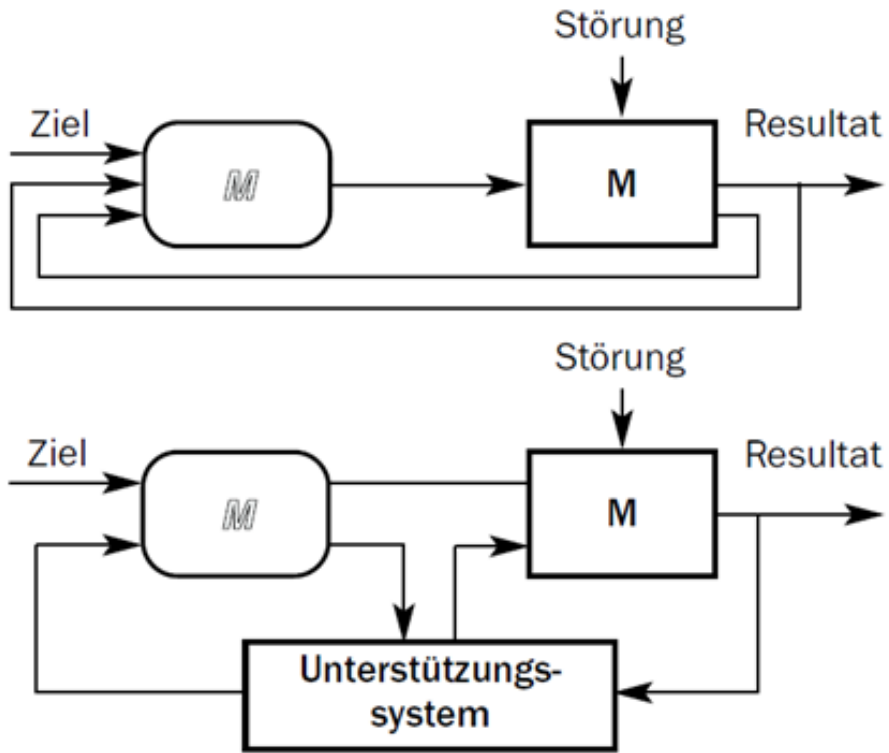 Störung
Ziel
Resultat
M
M
Störung
Ziel
Resultat
M
M
Unterstützungs-
system